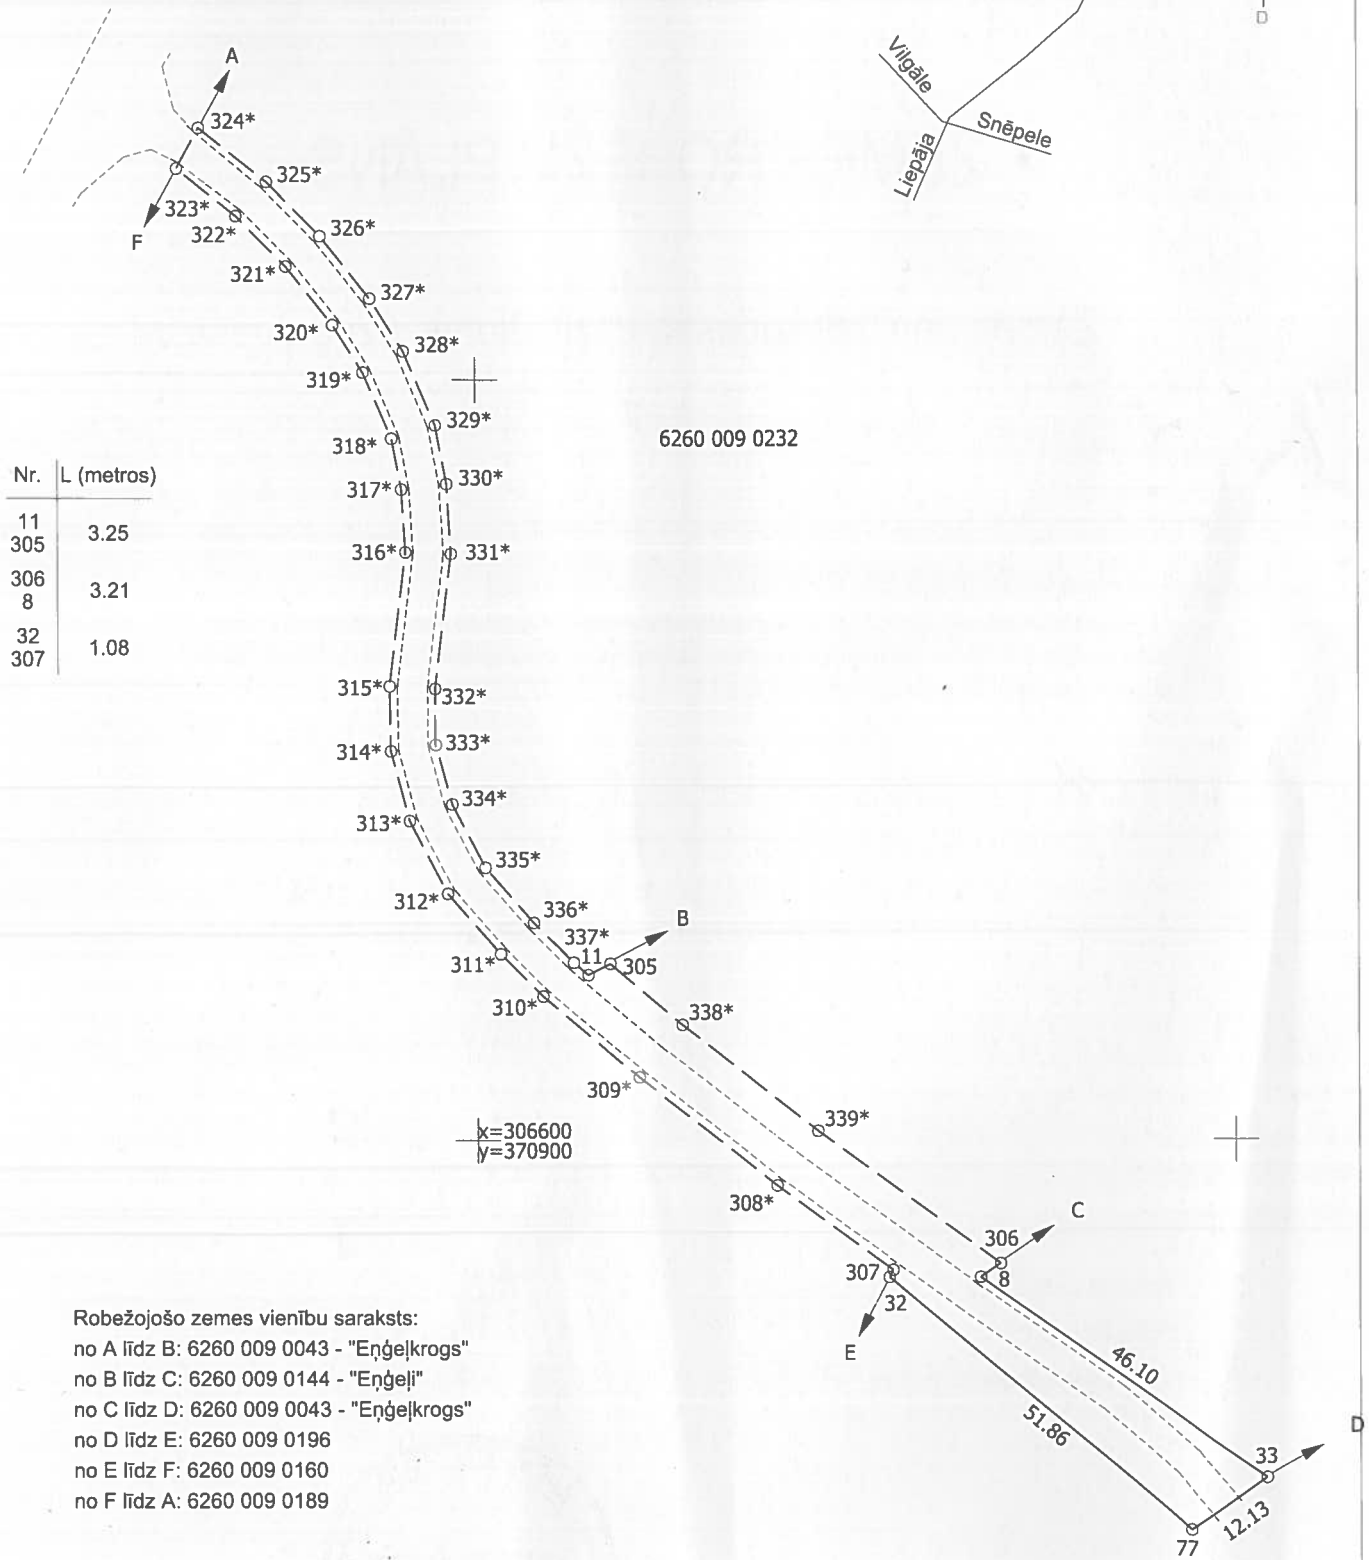 D
A
Vilgāle
324*
Snēpele
Liepāja
325*
323*
322*
F
326*
321*
327*
320*
328*
319*
329*
318*
6260 009 0232
Nr. L (metros)
330*
317*
11
305 3.25
316*
331*
306
8 3.21
32
307 1.08
315*
332*
314*
333*
334*
313*
335*
312*
336*
B
337*
11
305
311*
310*
338*
309*
339*
x=306600
y=370900
308*
C
306
307
8
32
E
Robežojošo zemes vienību saraksts:
no A līdz B: 6260 009 0043 - "Eņģeļkrogs"
no B līdz C: 6260 009 0144 - "Eņģeļi"
no C līdz D: 6260 009 0043 - "Eņģeļkrogs"
no D līdz E: 6260 009 0196
no E līdz F: 6260 009 0160
no F līdz A: 6260 009 0189
46.10
51.86
D
33
12.13
77